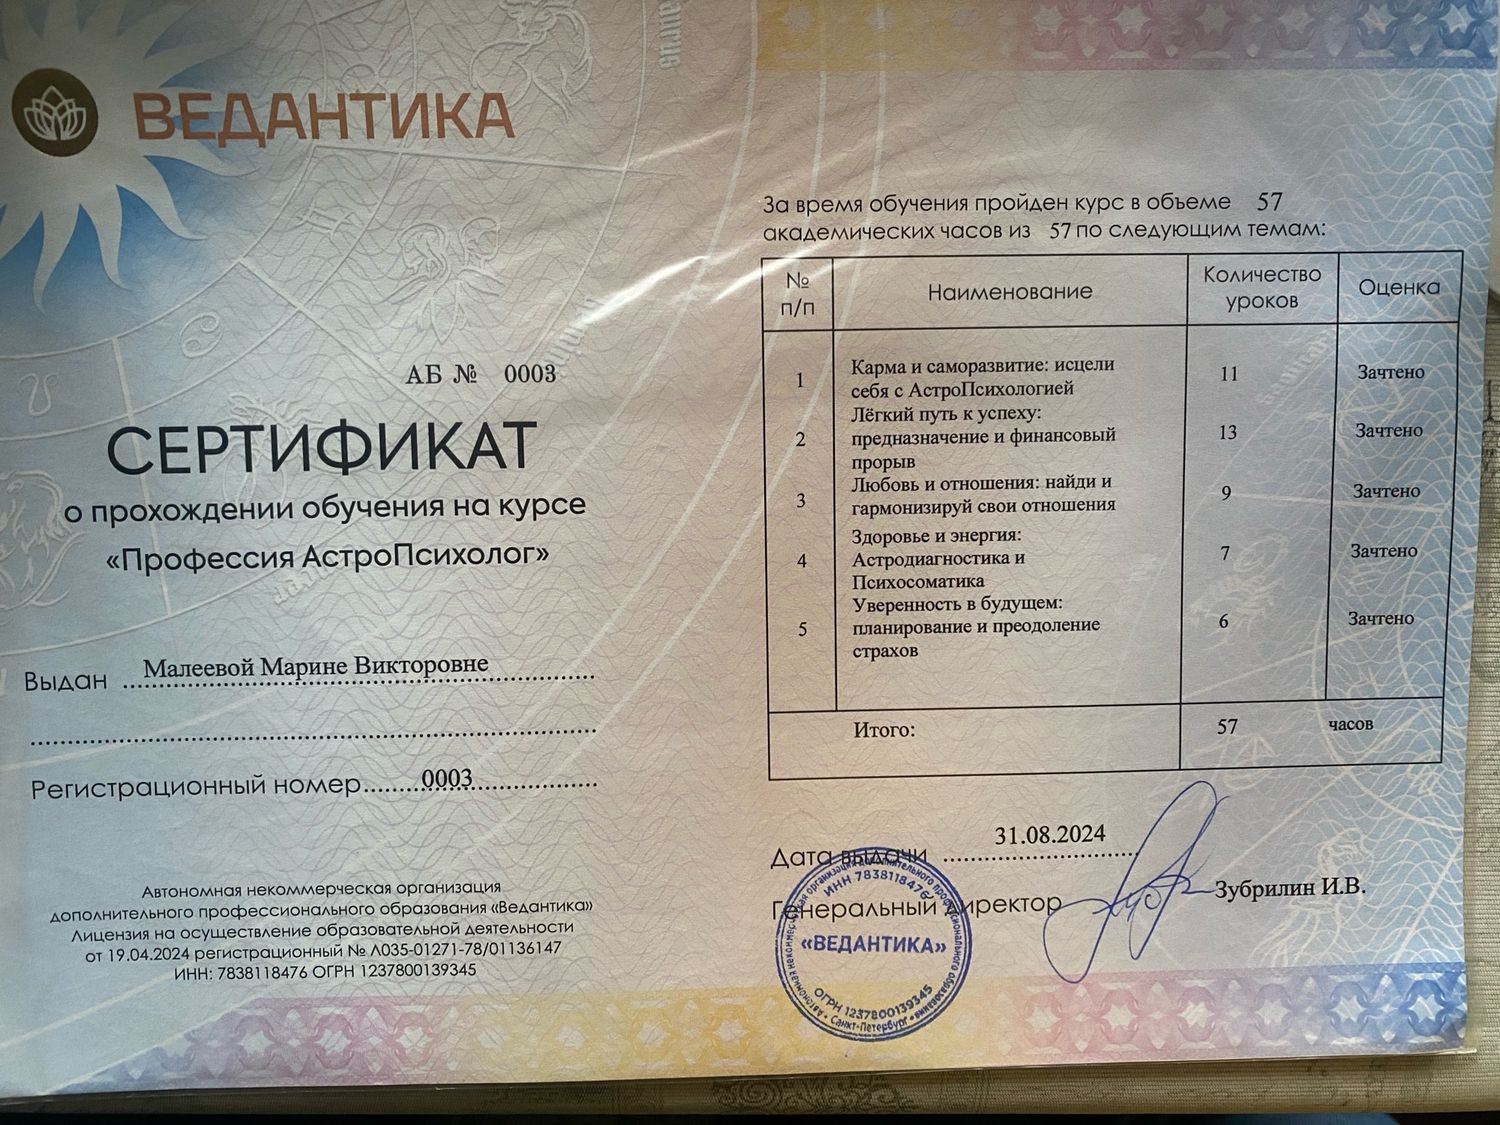 ВЕДАНТИКА
АБ № 0003
СЕРТИФИКАТ
о прохождении обучения на курсе
«Профессия АстроПсихолог»
Выдан Малеевой Марине Викторовне
Регистрационный номер 0003
Автономная некоммерческая организация
дополнительного профессионального образования «Ведантика»
Лицензия на осуществление образовательной деятельности
от 19.04.2024 регистрационный № Л035-01271-78/01136147
ИНН: 7838118476 ОГРН 1237800139345
За время обучения пройден курс в объеме 57
академических часов из 57 по следующим темам:
№ п/п Наименование Количество уроков Оценка
1 Карма и саморазвитие: исцели 11 Зачтено
себя с АстроПсихологией
Лёгкий путь к успеху:
2 предназначение и финансовый 13 Зачтено
прорыв
3 Любовь и отношения: найди и 9 Зачтено
гармонизируй свои отношения
Здоровье и энергия:
4 Астродиагностика и 7 Зачтено
Психосоматика
Уверенность в будущем:
5 планирование и преодоление 6 Зачтено
страхов
Итого: 57 часов
Дата выдачи 31.08.2024
Генеральный директор Зубрилин И.В.
Автономная некоммерческая организация дополнительного профессионального образования
Санкт-Петербург
ИНН 7838118476
«ВЕДАНТИКА»
ОГРН 1237800139345